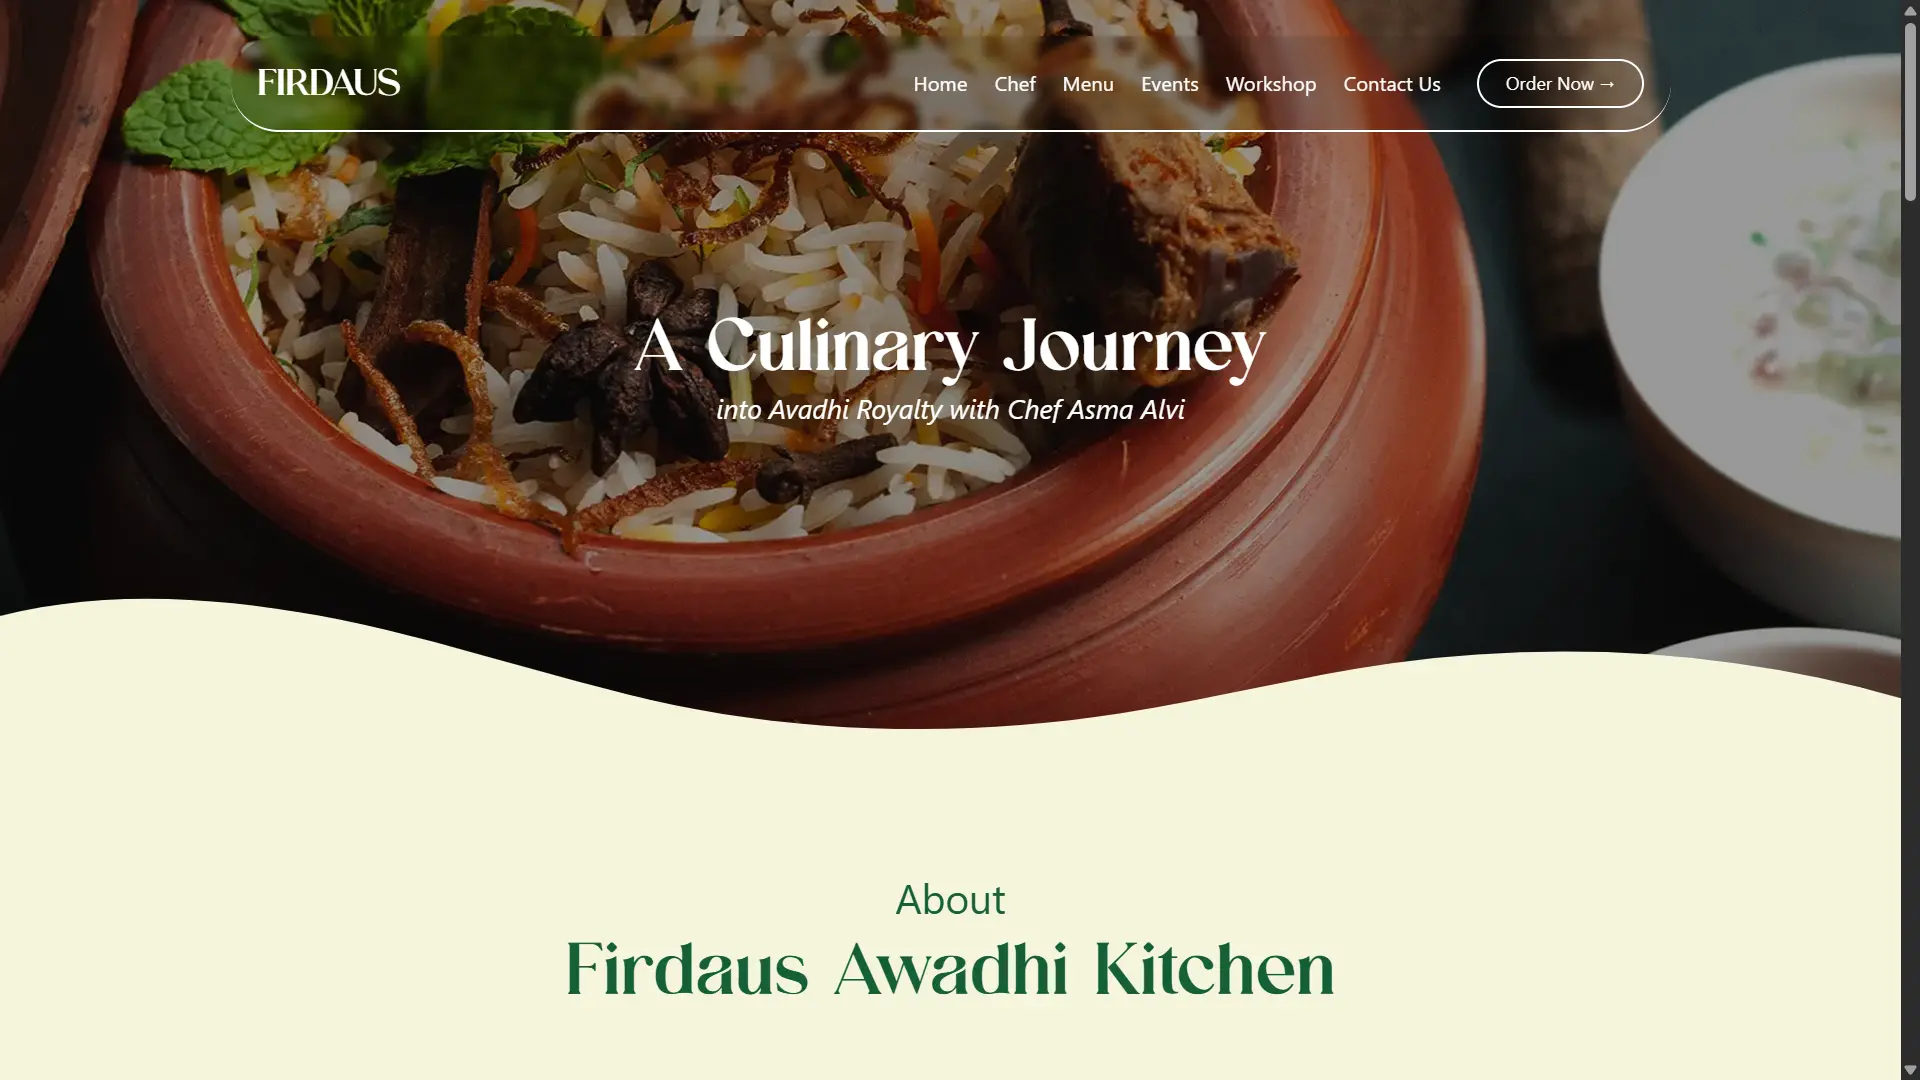 FIRDAUS
Home Chef Menu Events Workshop Contact Us Order Now →
A Culinary Journey
into Avadhi Royalty with Chef Asma Alvi
About
Firdaus Awadhi Kitchen